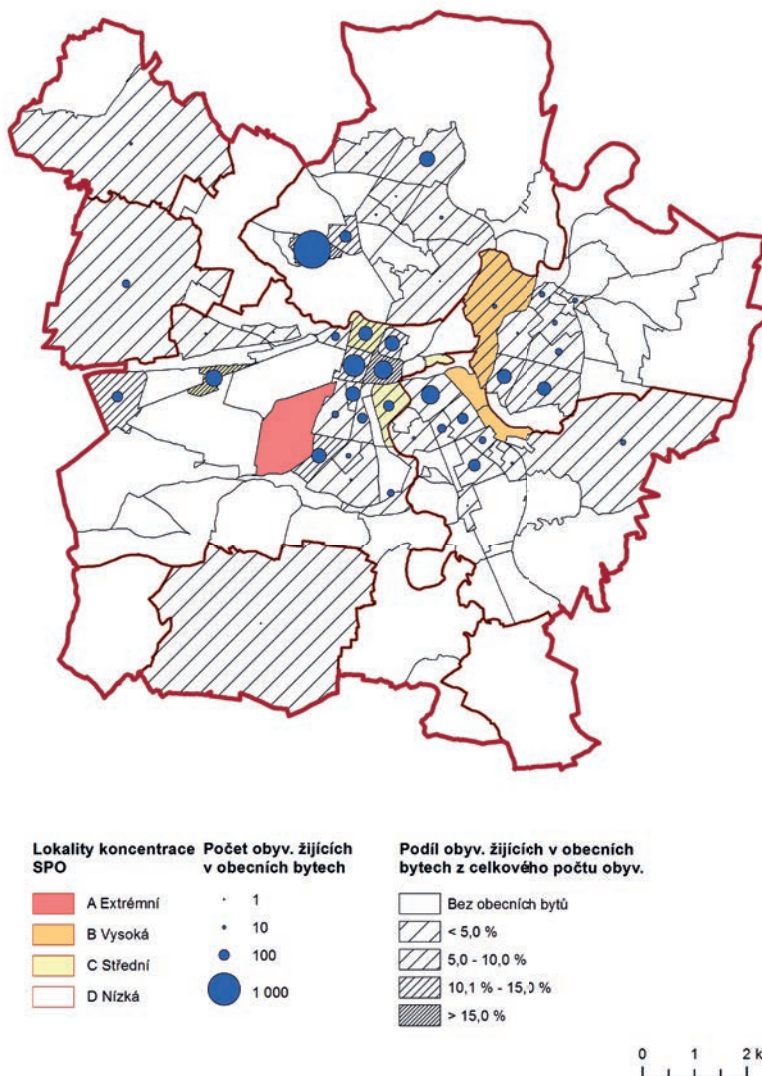 Lokality koncentrace
SPO
A Extrémní
B Vysoká
C Střední
D Nízká
Počet obyv. žijících
v obecních bytech
1
10
100
1 000
Podíl obyv. žijících v obecních
bytech z celkového počtu obyv.
Bez obecních bytů
< 5,0 %
5,0 - 10,0 %
10,1 % - 15,0 %
> 15,0 %
0 1 2 k